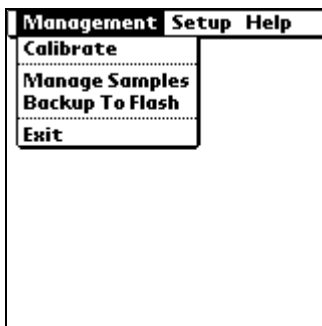 Management Setup Help
Calibrate
Manage Samples
Backup To Flash
Exit